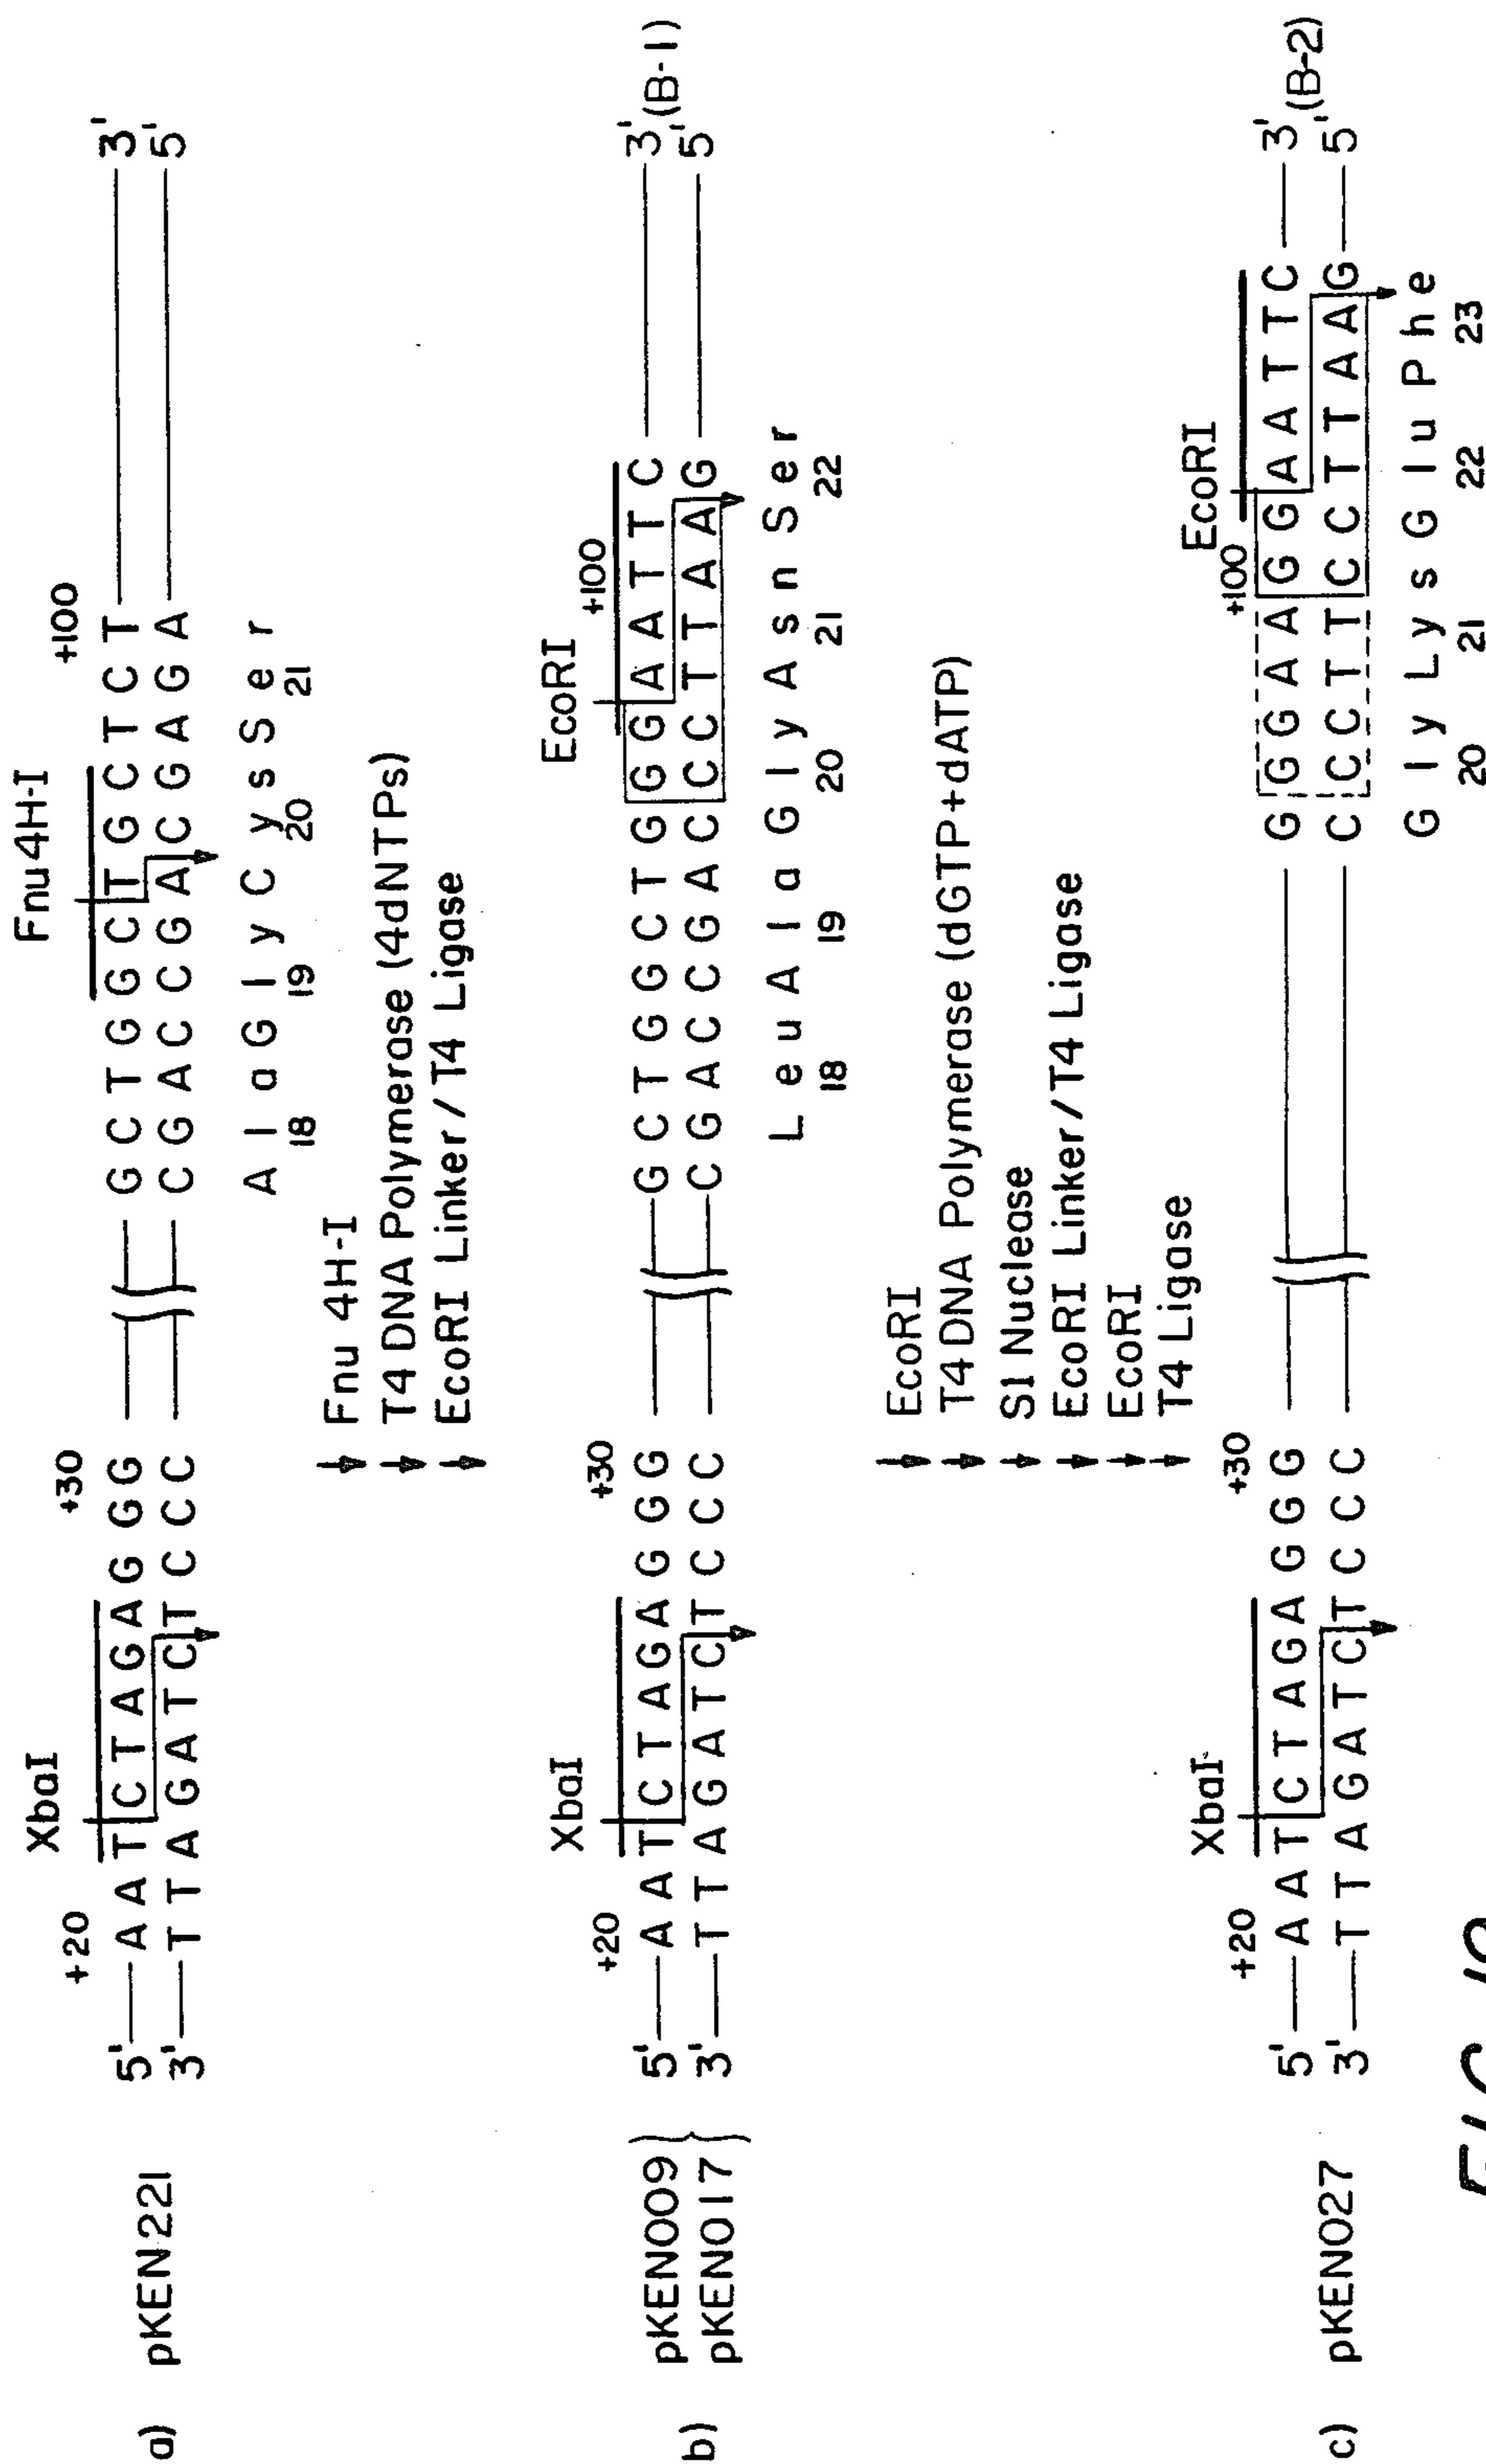 Fnu4H-I
XbaI
+20 +30 +100
a) pKEN221 5' A A T C T A G A G G G G C T G G C T G C T C T 3'
3' T T A G A T C T C C C C G A C C G A C G A G A 5'
A l a G l y C y s S e r
18 19 20 21
Fnu 4H-I
T4 DNA Polymerase (4dNTPs)
EcoRI Linker / T4 Ligase
XbaI EcoRI
+20 +30 +100
b) pKEN009 5' A A T C T A G A G G G G C T G G C T G G G A A T T C 3' (B-1)
pKEN017 3' T T A G A T C T C C C C G A C C G A C C C T T A A G 5'
L e u A l a G l y A s n S e r
18 19 20 21 22
EcoRI
T4 DNA Polymerase (dGTP+dATP)
S1 Nuclease
EcoRI Linker/T4 Ligase
EcoRI
T4 Ligase
XbaI EcoRI
+20 +30 +100
c) pKEN027 5' A A T C T A G A G G G G G G A A G G A A T T C 3' (B-2)
3' T T A G A T C T C C C C C C T T C C T T A A G 5'
G l y L y s G l u P h e
20 21 22 23